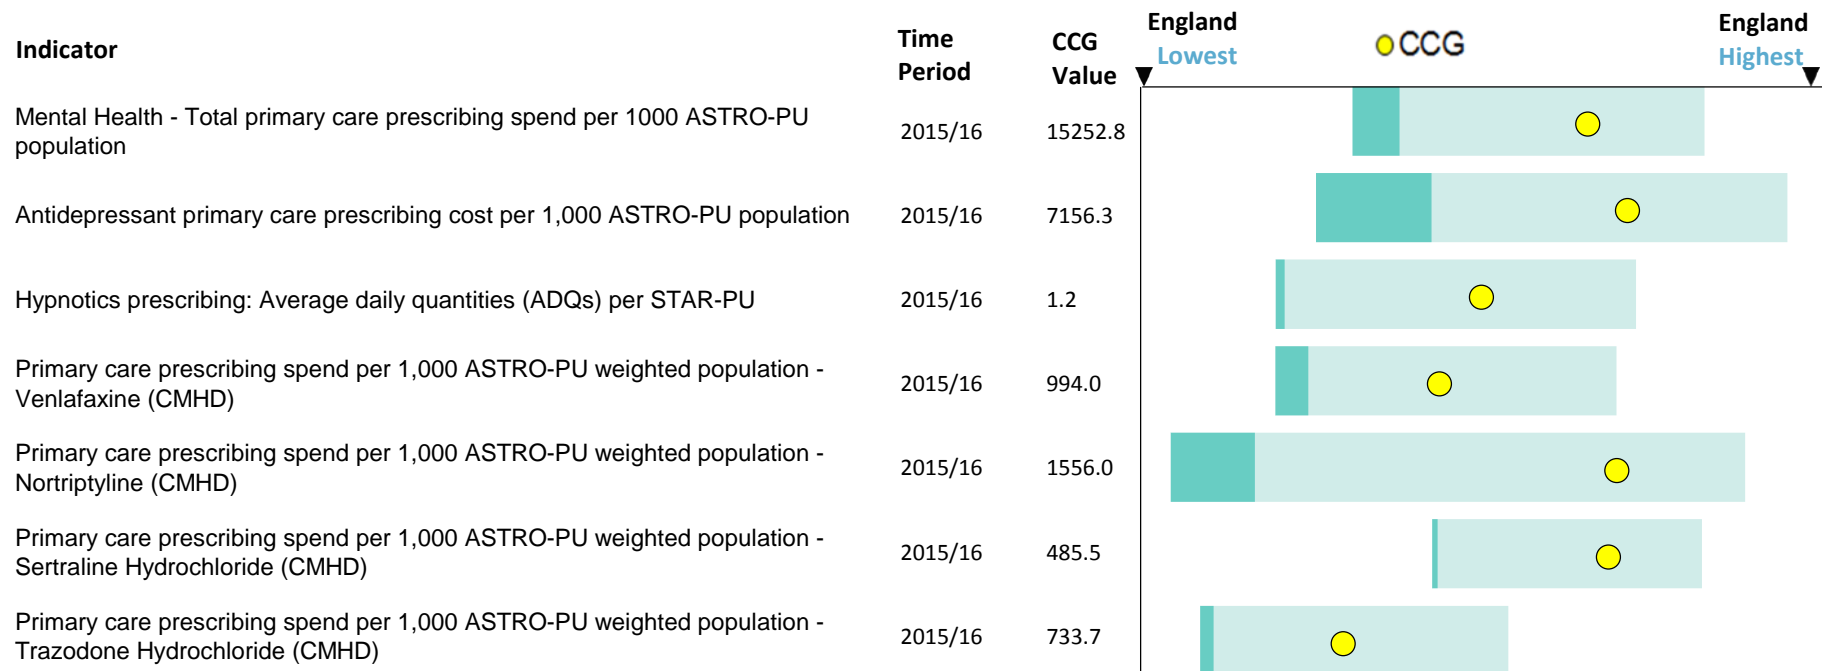 Indicator
Time
Period
CCG
Value
England
Lowest
CCG
England
Highest
Mental Health - Total primary care prescribing spend per 1000 ASTRO-PU
population
2015/16
15252.8
Antidepressant primary care prescribing cost per 1,000 ASTRO-PU population
2015/16
7156.3
Hypnotics prescribing: Average daily quantities (ADQs) per STAR-PU
2015/16
1.2
Primary care prescribing spend per 1,000 ASTRO-PU weighted population -
Venlafaxine (CMHD)
2015/16
994.0
Primary care prescribing spend per 1,000 ASTRO-PU weighted population -
Nortriptyline (CMHD)
2015/16
1556.0
Primary care prescribing spend per 1,000 ASTRO-PU weighted population -
Sertraline Hydrochloride (CMHD)
2015/16
485.5
Primary care prescribing spend per 1,000 ASTRO-PU weighted population -
Trazodone Hydrochloride (CMHD)
2015/16
733.7